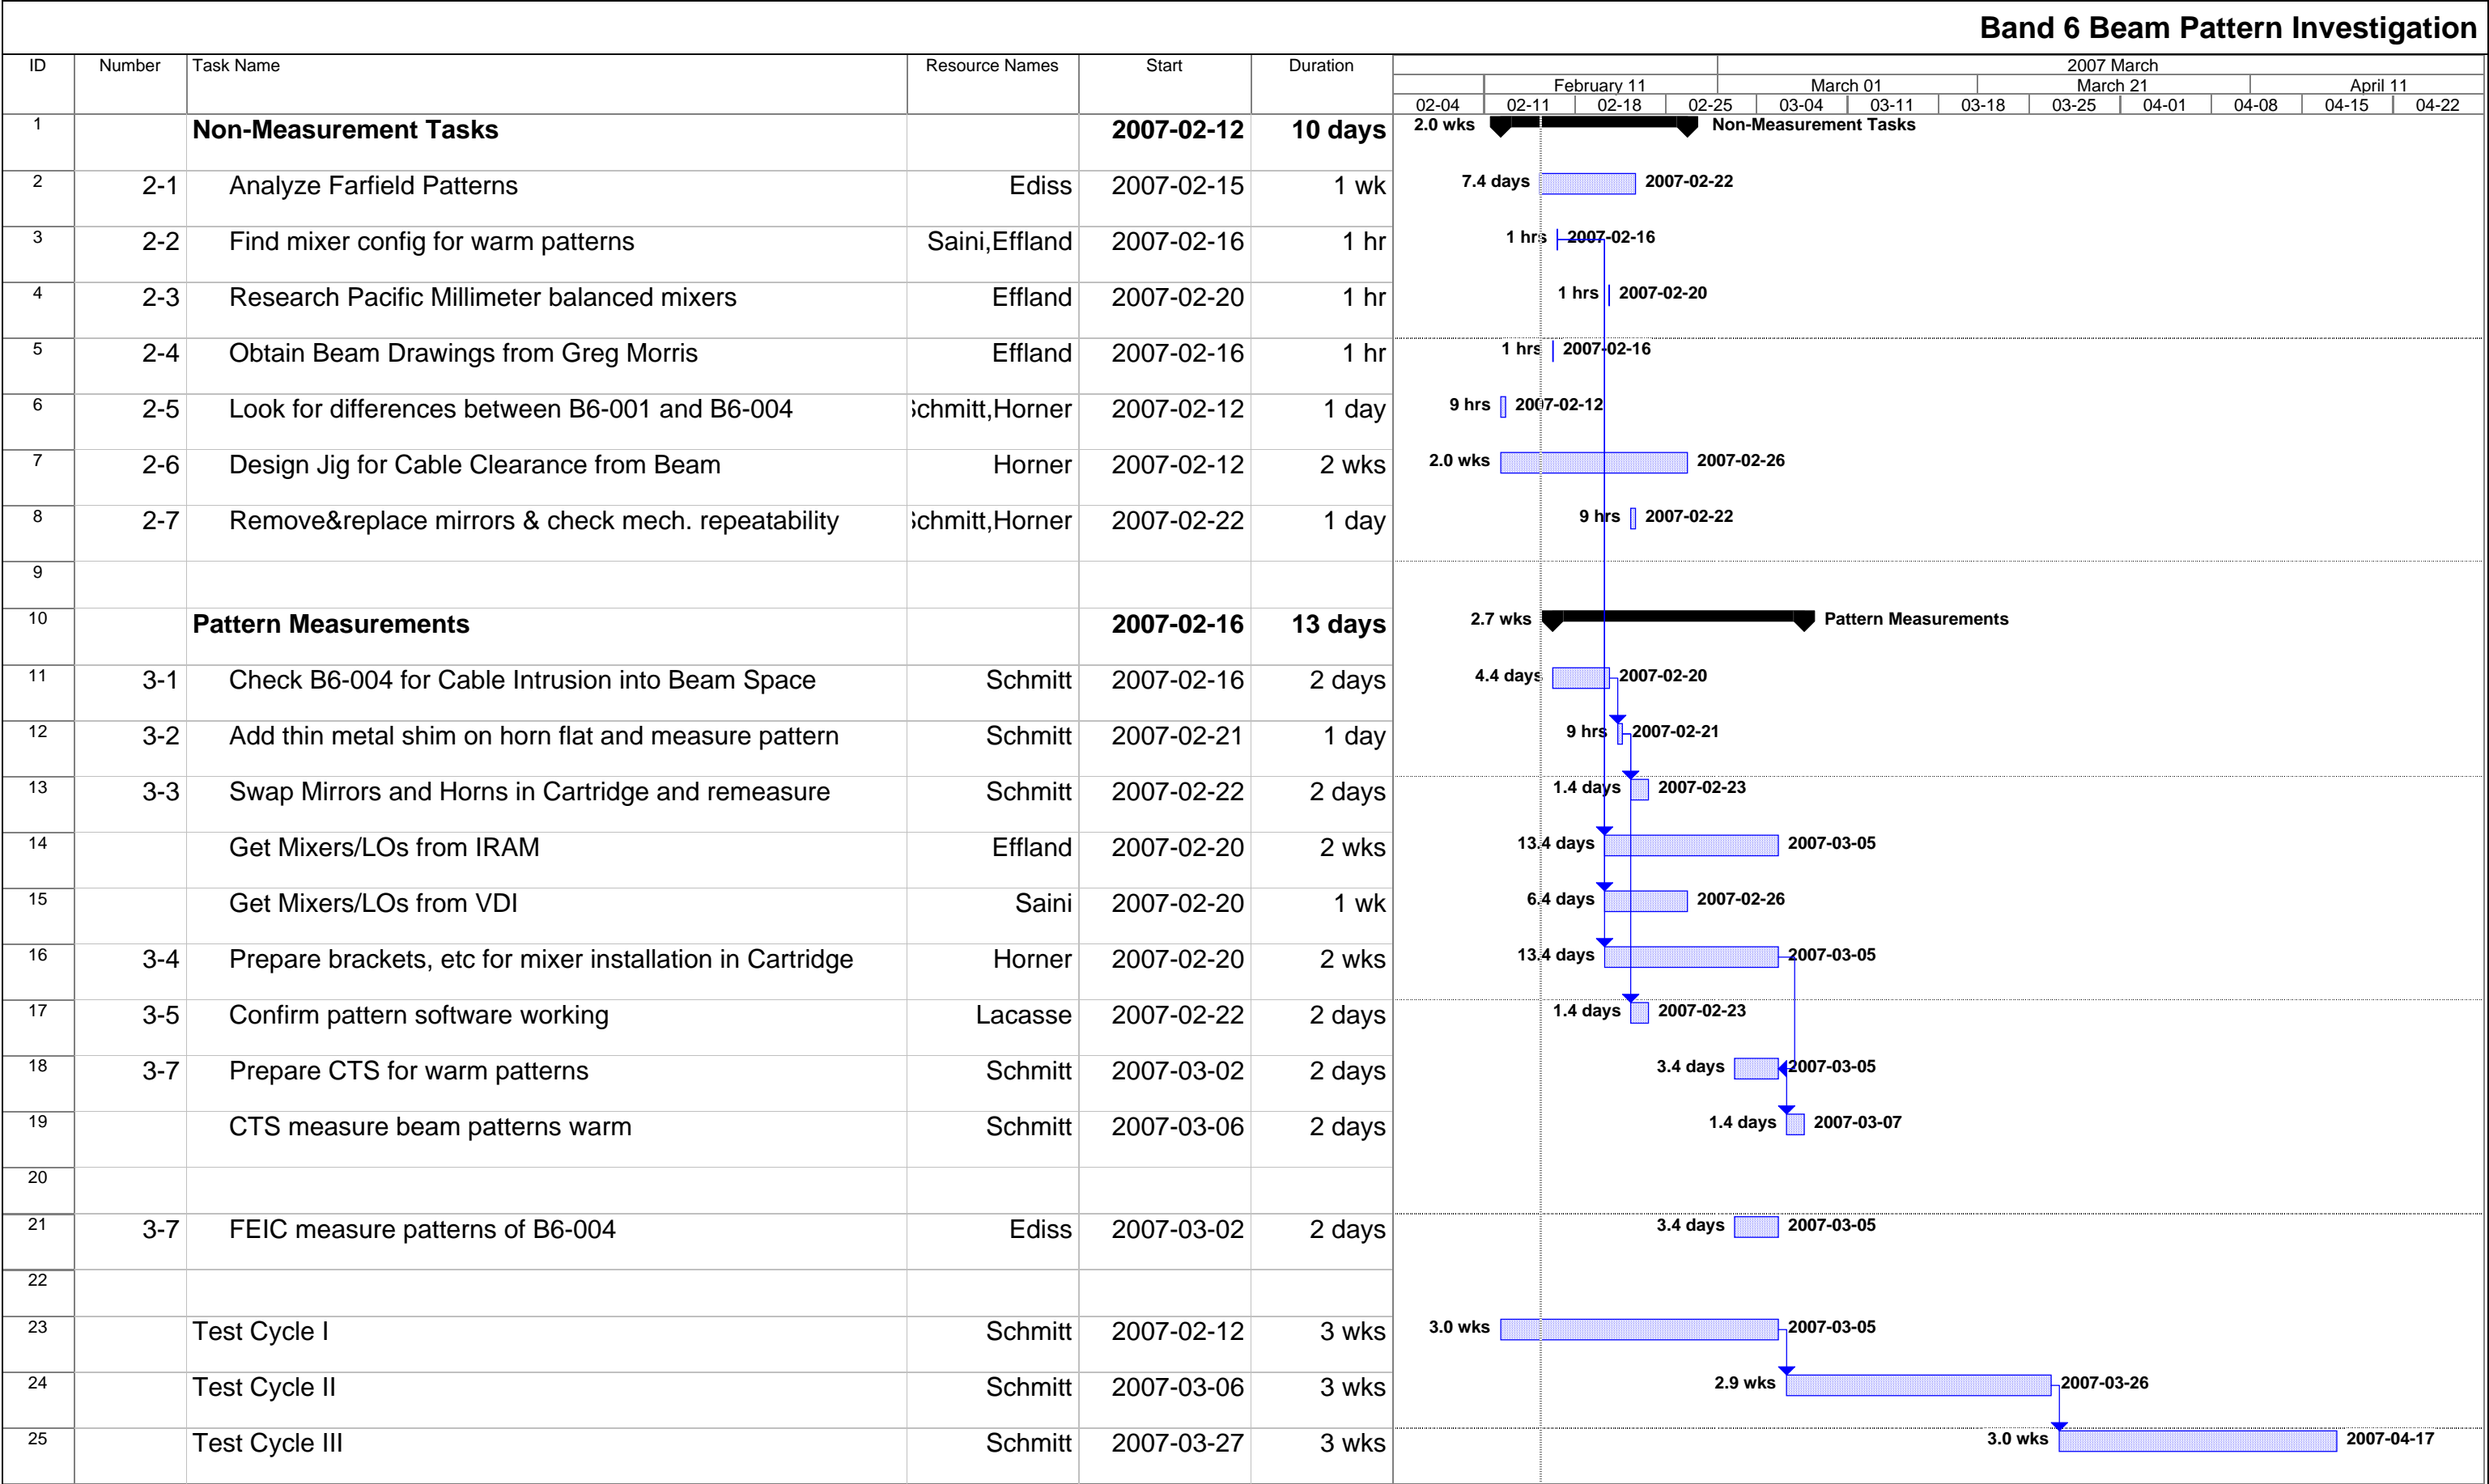 Band 6 Beam Pattern Investigation
ID Number Task Name Resource Names Start Duration 2007 March
February 11 March 01 March 21 April 11
02-04 02-11 02-18 02-25 03-04 03-11 03-18 03-25 04-01 04-08 04-15 04-22
1 Non-Measurement Tasks 2007-02-12 10 days 2.0 wks Non-Measurement Tasks
2 2-1 Analyze Farfield Patterns Ediss 2007-02-15 1 wk 7.4 days 2007-02-22
3 2-2 Find mixer config for warm patterns Saini,Effland 2007-02-16 1 hr 1 hrs 2007-02-16
4 2-3 Research Pacific Millimeter balanced mixers Effland 2007-02-20 1 hr 1 hrs 2007-02-20
5 2-4 Obtain Beam Drawings from Greg Morris Effland 2007-02-16 1 hr 1 hrs 2007-02-16
6 2-5 Look for differences between B6-001 and B6-004 Schmitt,Horner 2007-02-12 1 day 9 hrs 2007-02-12
7 2-6 Design Jig for Cable Clearance from Beam Horner 2007-02-12 2 wks 2.0 wks 2007-02-26
8 2-7 Remove&replace mirrors & check mech. repeatability Schmitt,Horner 2007-02-22 1 day 9 hrs 2007-02-22
9
10 Pattern Measurements 2007-02-16 13 days 2.7 wks Pattern Measurements
11 3-1 Check B6-004 for Cable Intrusion into Beam Space Schmitt 2007-02-16 2 days 4.4 days 2007-02-20
12 3-2 Add thin metal shim on horn flat and measure pattern Schmitt 2007-02-21 1 day 9 hrs 2007-02-21
13 3-3 Swap Mirrors and Horns in Cartridge and remeasure Schmitt 2007-02-22 2 days 1.4 days 2007-02-23
14 Get Mixers/LOs from IRAM Effland 2007-02-20 2 wks 13.4 days 2007-03-05
15 Get Mixers/LOs from VDI Saini 2007-02-20 1 wk 6.4 days 2007-02-26
16 3-4 Prepare brackets, etc for mixer installation in Cartridge Horner 2007-02-20 2 wks 13.4 days 2007-03-05
17 3-5 Confirm pattern software working Lacasse 2007-02-22 2 days 1.4 days 2007-02-23
18 3-7 Prepare CTS for warm patterns Schmitt 2007-03-02 2 days 3.4 days 2007-03-05
19 CTS measure beam patterns warm Schmitt 2007-03-06 2 days 1.4 days 2007-03-07
20
21 3-7 FEIC measure patterns of B6-004 Ediss 2007-03-02 2 days 3.4 days 2007-03-05
22
23 Test Cycle I Schmitt 2007-02-12 3 wks 3.0 wks 2007-03-05
24 Test Cycle II Schmitt 2007-03-06 3 wks 2.9 wks 2007-03-26
25 Test Cycle III Schmitt 2007-03-27 3 wks 3.0 wks 2007-04-17